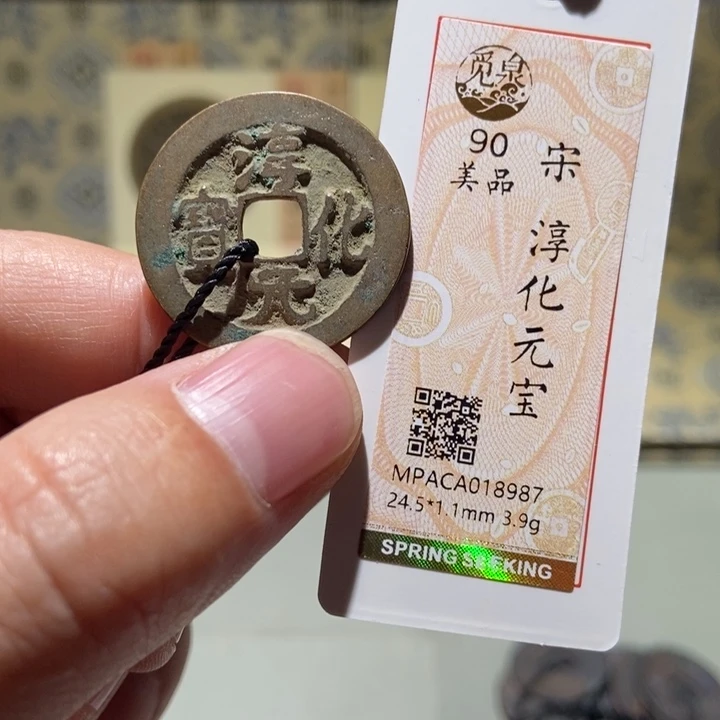 淳
化
元
寶
觅泉
90
美品
宋
淳化元宝
MPACA018987
24.5*1.1mm 3.9g
SPRING SEEKING